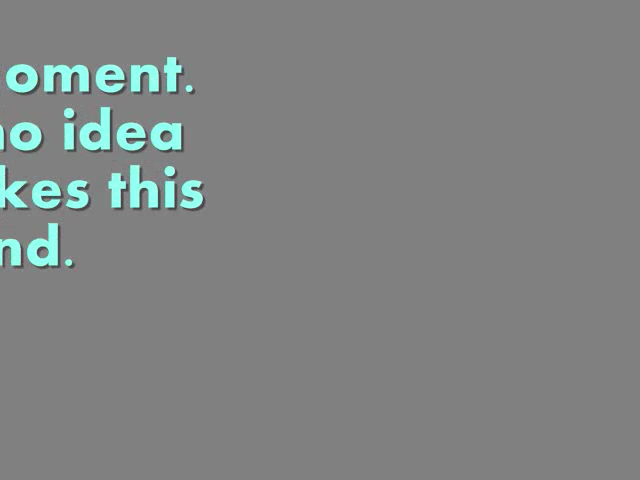 oment.
no idea
kes this
nd.